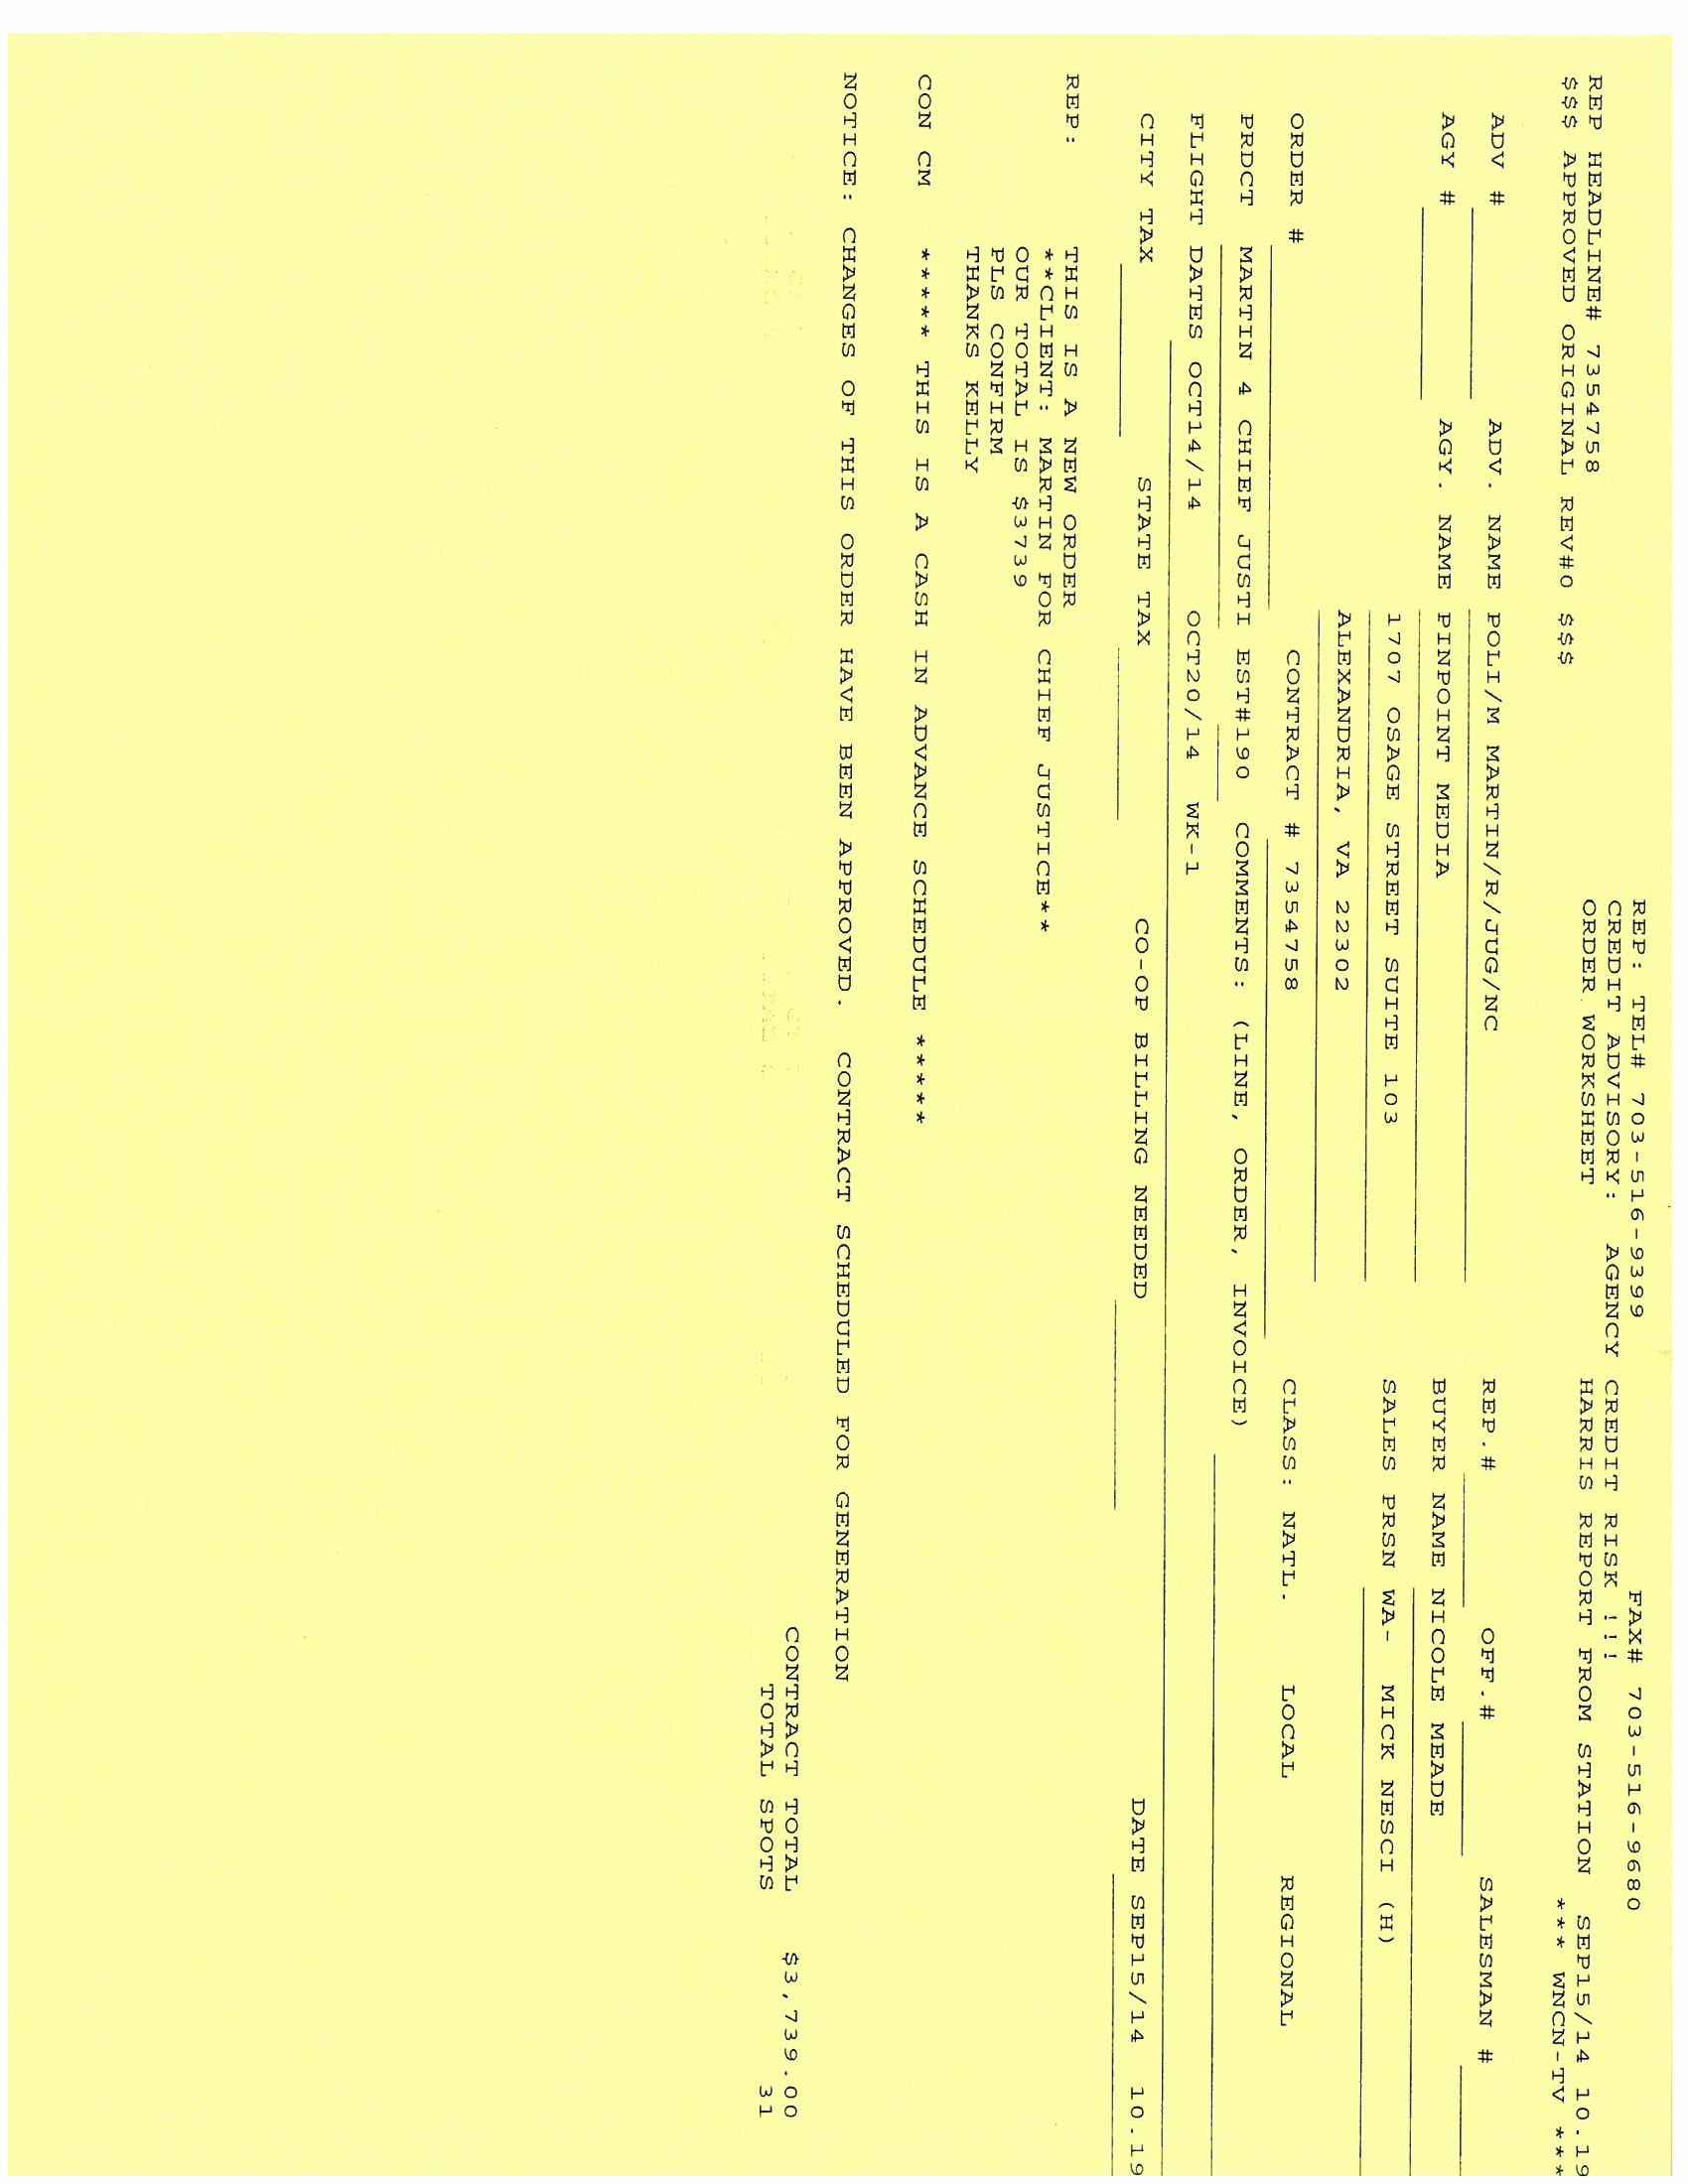 REP: TEL# 703-516-9399 FAX# 703-516-9680
CREDIT ADVISORY: AGENCY CREDIT RISK !!!
REP HEADLINE# 7354758 ORDER WORKSHEET HARRIS REPORT FROM STATION SEP15/14 10.19
$$$ APPROVED ORIGINAL REV#0 $$$ *** WNCN-TV ***
ADV # ADV. NAME POLI/M MARTIN/R/JUG/NC REP.# OFF.# SALESMAN #
AGY # AGY. NAME PINPOINT MEDIA BUYER NAME NICOLE MEADE
1707 OSAGE STREET SUITE 103 SALES PRSN WA- MICK NESCI (H)
ALEXANDRIA, VA 22302
ORDER # CONTRACT # 7354758 CLASS: NATL. LOCAL REGIONAL
PRDCT MARTIN 4 CHIEF JUSTI EST#190 COMMENTS: (LINE, ORDER, INVOICE)
FLIGHT DATES OCT14/14 OCT20/14 WK-1
CITY TAX STATE TAX CO-OP BILLING NEEDED DATE SEP15/14 10.19
REP: THIS IS A NEW ORDER
**CLIENT: MARTIN FOR CHIEF JUSTICE**
OUR TOTAL IS $3739
PLS CONFIRM
THANKS KELLY
CON CM ***** THIS IS A CASH IN ADVANCE SCHEDULE *****
NOTICE: CHANGES OF THIS ORDER HAVE BEEN APPROVED. CONTRACT SCHEDULED FOR GENERATION
CONTRACT TOTAL $3,739.00
TOTAL SPOTS 31